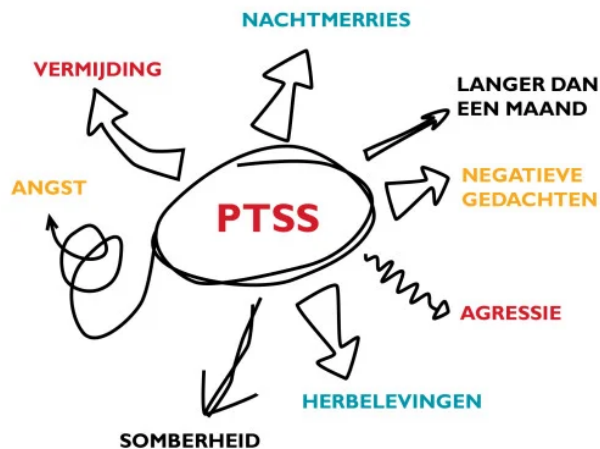 NACHTMERRIES
VERMIJDING
LANGER DAN
EEN MAAND
ANGST
NEGATIEVE
GEDACHTEN
PTSS
AGRESSIE
HERBELEVINGEN
SOMBERHEID